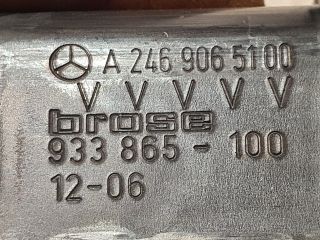 A 246 906 51 00
V V V V V
brose
933 865 - 100
12-06